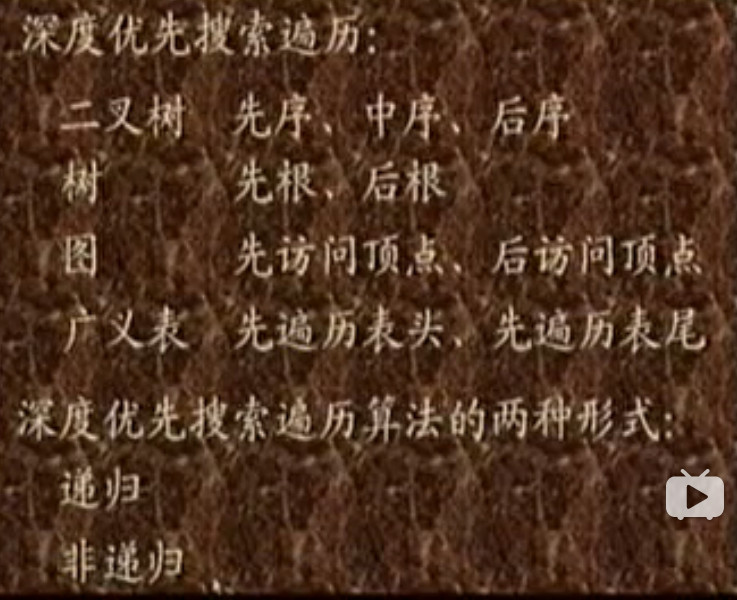 深度优先搜索遍历:
二叉树 先序、中序、后序
树 先根、后根
图 先访问顶点、后访问顶点
广义表 先遍历表头、先遍历表尾
深度优先搜索遍历算法的两种形式:
递归
非递归